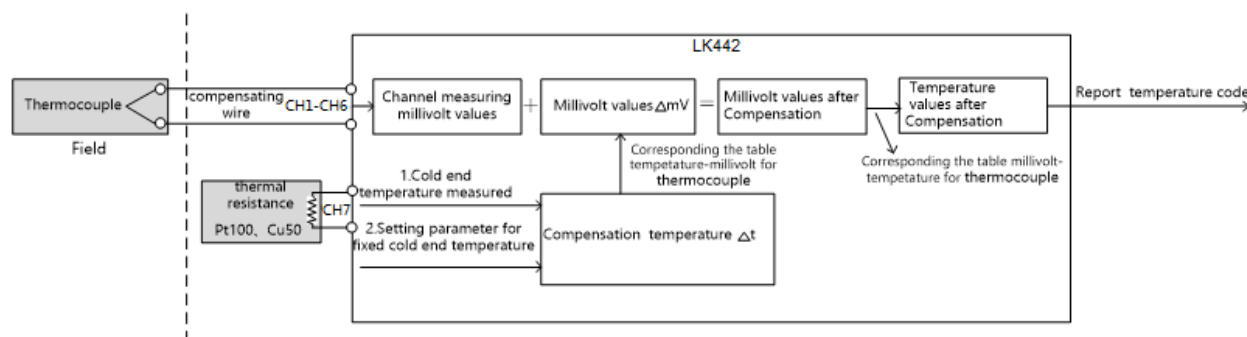 LK442
Thermocouple
Field
compensating
wire
CH1-CH6
Channel measuring
millivolt values
+
Millivolt values△mV
=
Millivolt values after
Compensation
Temperature
values after
Compensation
Report temperature code
Corresponding the table
tempetature-millivolt for
thermocouple
Corresponding the table millivolt-
tempetature for thermocouple
thermal
resistance
Pt100、Cu50
CH7
1.Cold end
temperature measured
2.Setting parameter for
fixed cold end temperature
Compensation temperature △t